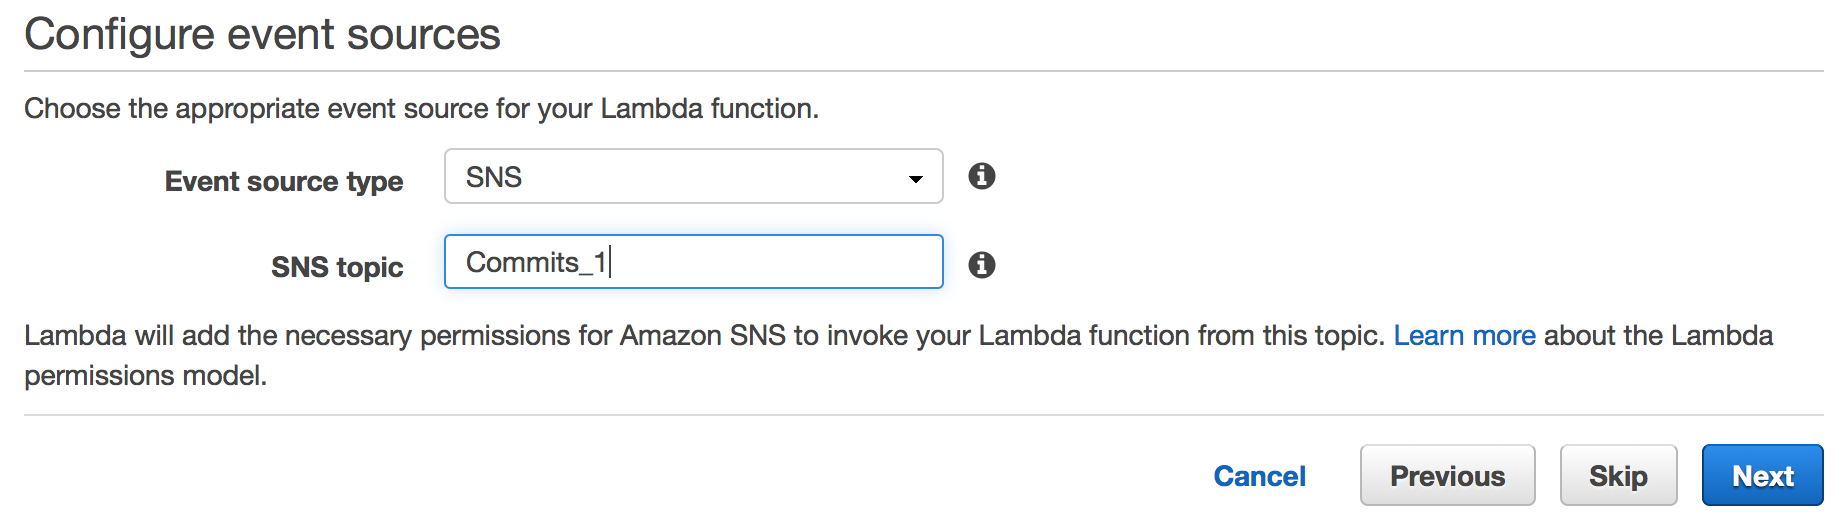 Configure event sources
Choose the appropriate event source for your Lambda function.
Event source type SNS
SNS topic Commits_1
Lambda will add the necessary permissions for Amazon SNS to invoke your Lambda function from this topic. Learn more about the Lambda
permissions model.
Cancel Previous Skip Next